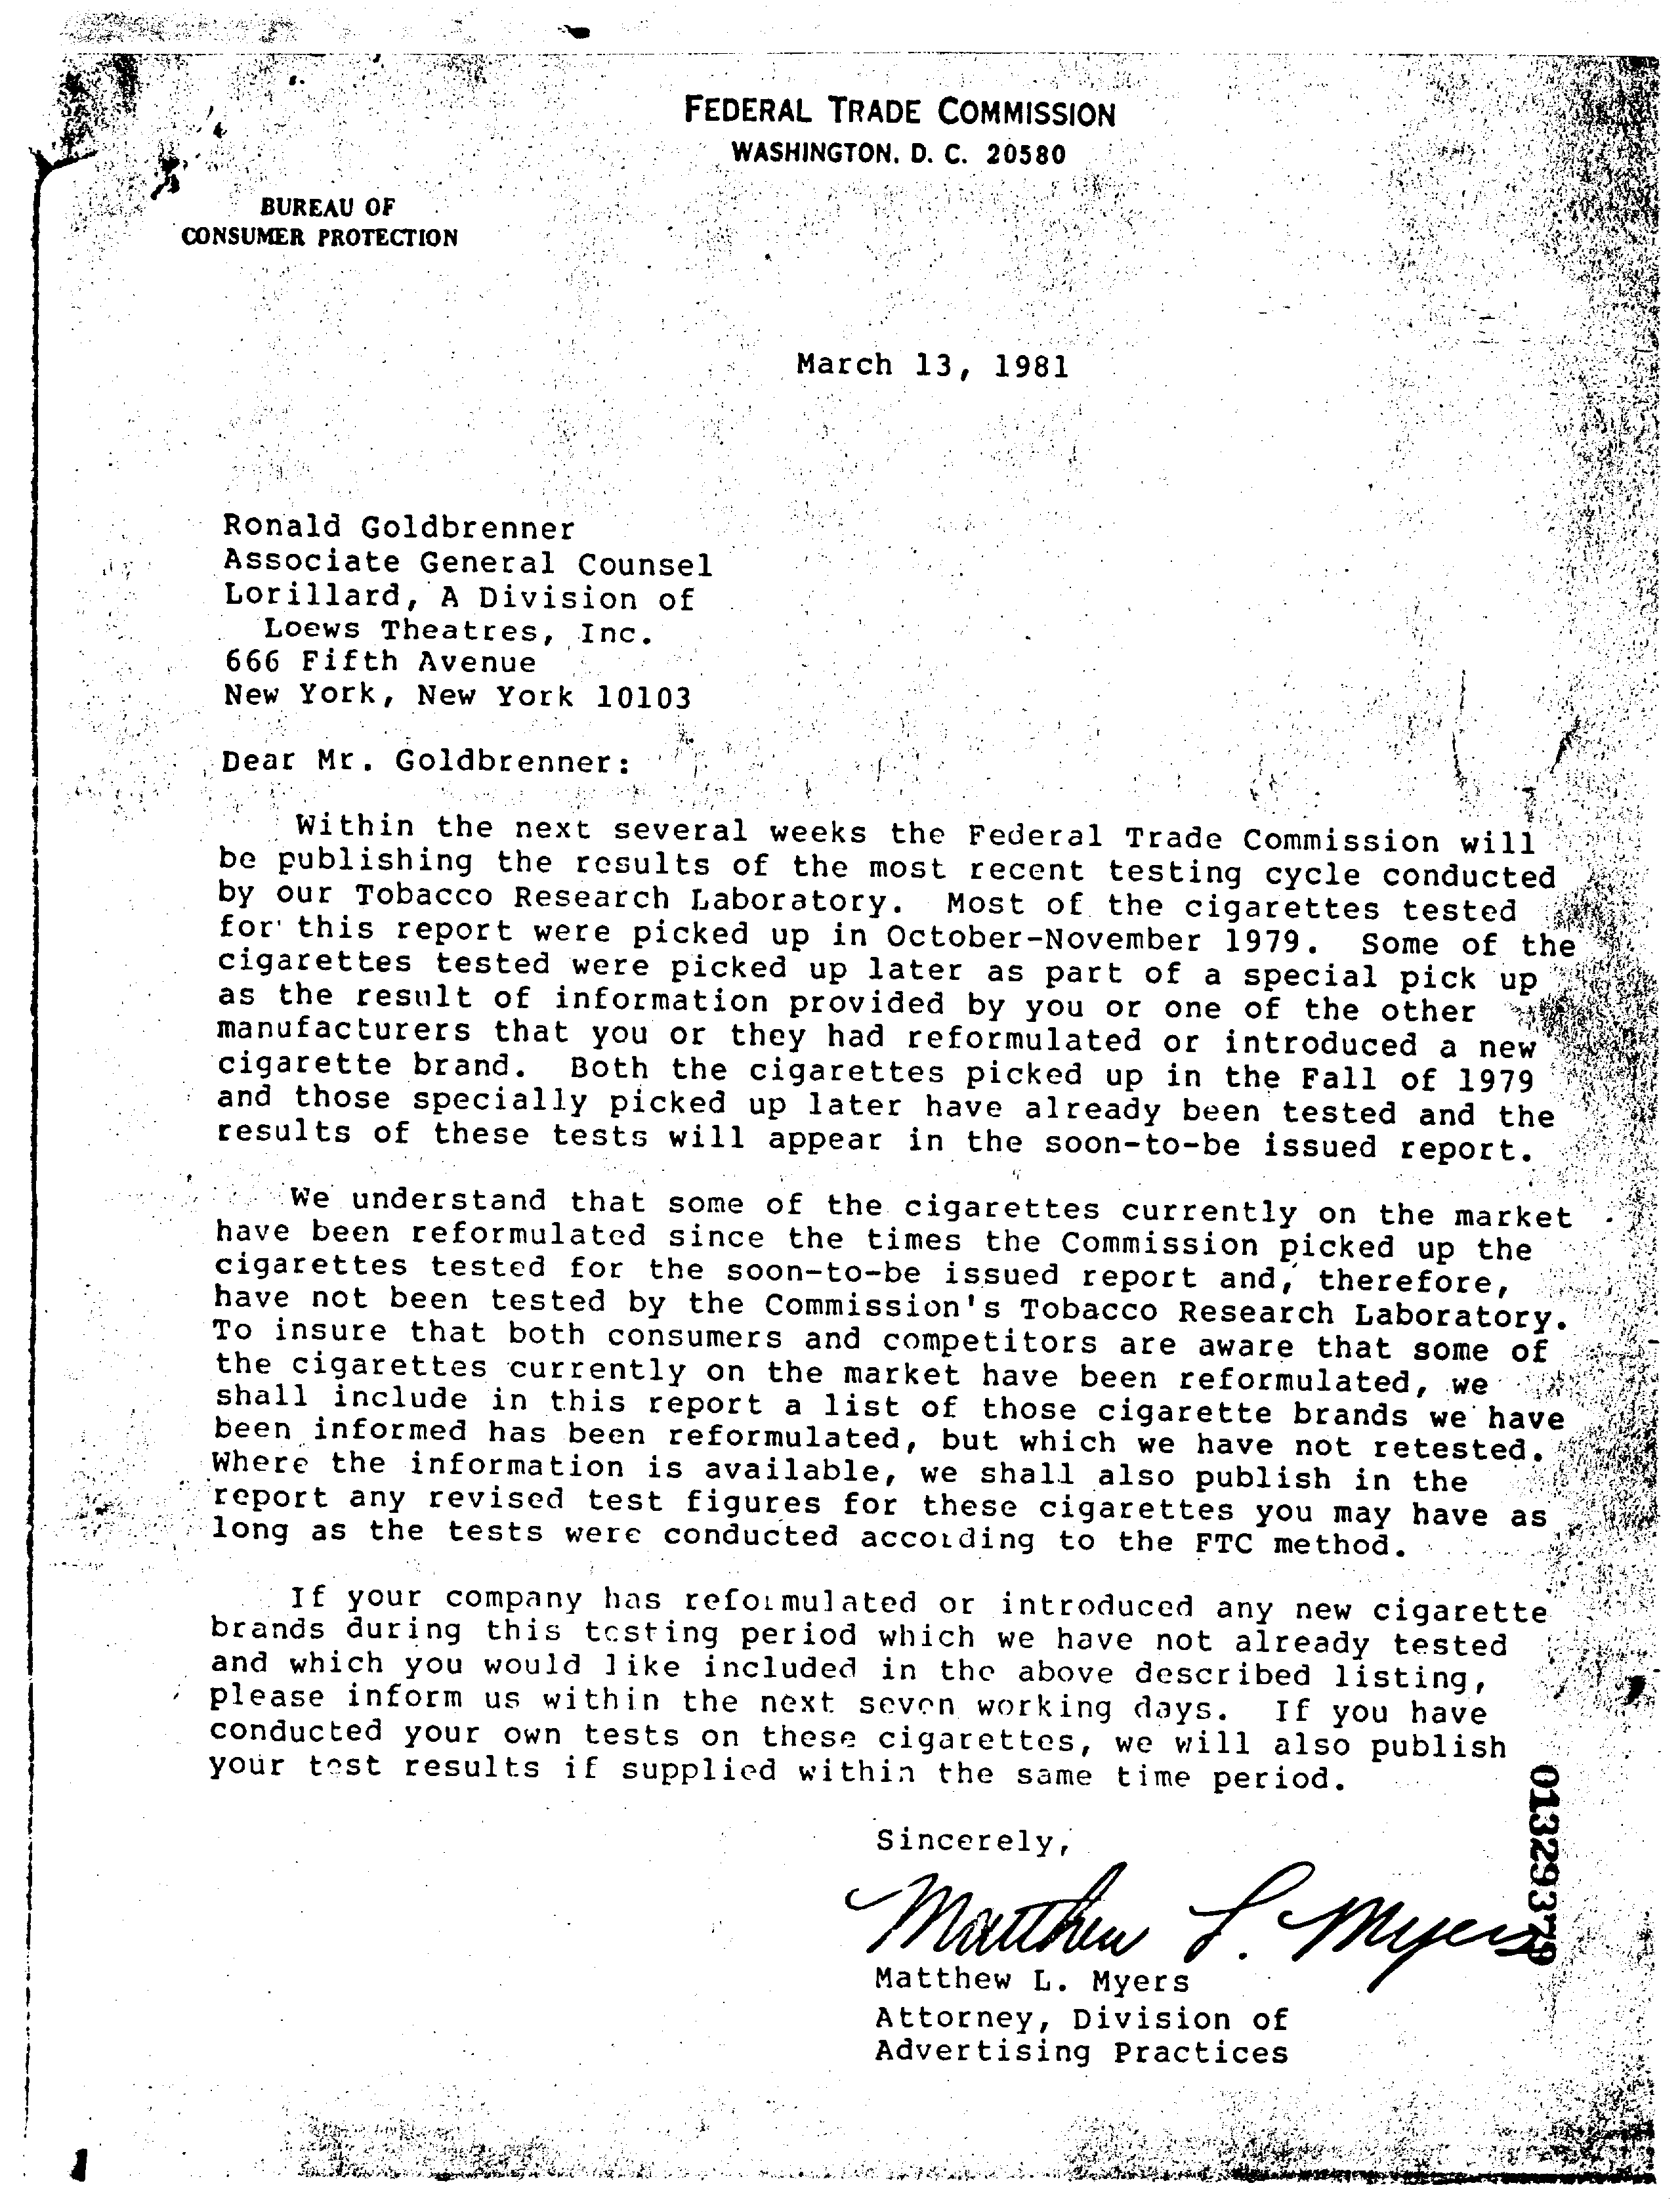 FEDERAL TRADE COMMISSION
WASHINGTON, D. C. 20580
BUREAU OF
CONSUMER PROTECTION
March 13, 1981
Ronald Goldbrenner
Associate General Counsel
Lorillard, A Division of
Loews Theatres, Inc.
666 Fifth Avenue
New York, New York 10103
Dear Mr. Goldbrenner:
Within the next several weeks the Federal Trade Commission will
be publishing the results of the most recent testing cycle conducted
by our Tobacco Research Laboratory. Most of the cigarettes tested
for this report were picked up in October-November 1979. Some of the
cigarettes tested were picked up later as part of a special pick up
as the result of information provided by you or one of the other
manufacturers that you or they had reformulated or introduced a new
cigarette brand. Both the cigarettes picked up in the Fall of 1979
and those specially picked up later have already been tested and the
results of these tests will appear in the soon-to-be issued report.
We understand that some of the cigarettes currently on the market
have been reformulated since the times the Commission picked up the
cigarettes tested for the soon-to-be issued report and, therefore,
have not been tested by the Commission's Tobacco Research Laboratory.
To insure that both consumers and competitors are aware that some of
the cigarettes currently on the market have been reformulated, we
shall include in this report a list of those cigarette brands we have
been informed has been reformulated, but which we have not retested.
Where the information is available, we shall also publish in the
report any revised test figures for these cigarettes you may have as
long as the tests were conducted according to the FTC method.
If your company has reformulated or introduced any new cigarette
brands during this testing period which we have not already tested
and which you would like included in the above described listing,
please inform us within the next seven working days. If you have
conducted your own tests on these cigarettes, we will also publish
your test results if supplied within the same time period.
Sincerely,
Matthew L. Myers
Matthew L. Myers
Attorney, Division of
Advertising Practices
01329379